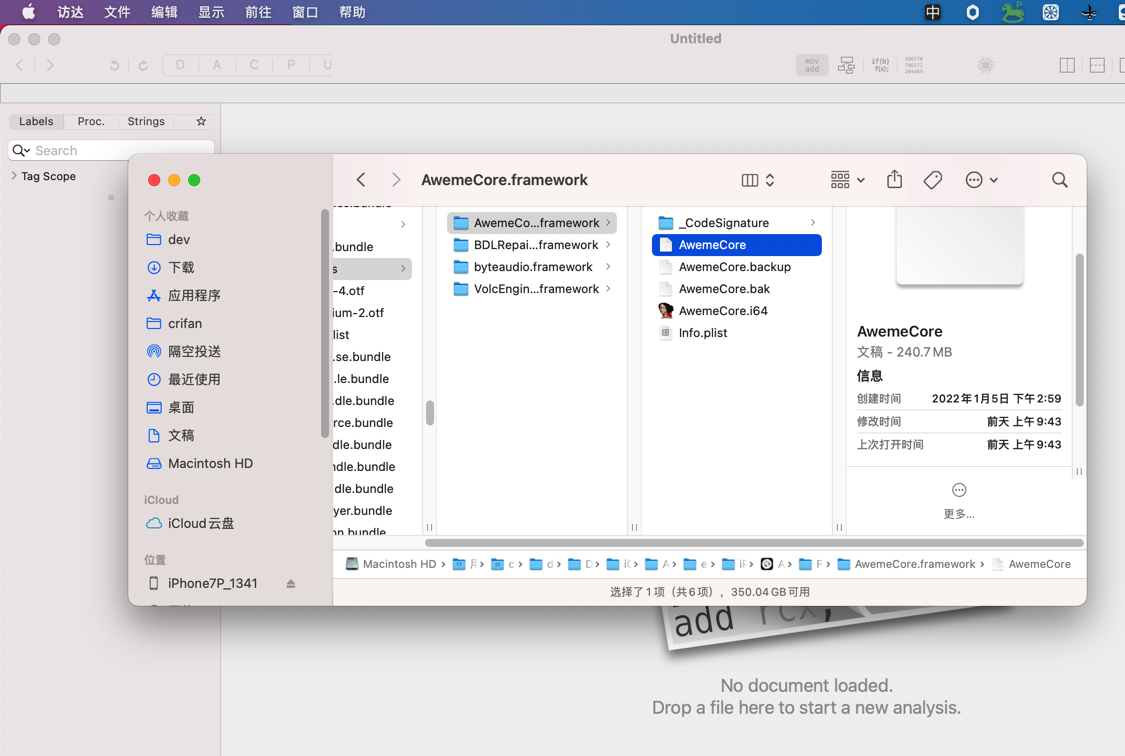 访达 文件 编辑 显示 前往 窗口 帮助 中
Untitled
D A C P U
mov
add
if(b)
f(x);
Labels Proc. Strings
Search
Tag Scope
AwemeCore.framework
个人收藏
dev
下载
应用程序
crifan
隔空投送
最近使用
桌面
文稿
Macintosh HD
iCloud
iCloud云盘
位置
iPhone7P_1341
.bundle
s
-4.otf
ium-2.otf
list
.se.bundle
.le.bundle
.dle.bundle
rce.bundle
dle.bundle
ndle.bundle
dle.bundle
yer.bundle
AwemeCo...framework
BDLRepai...framework
byteaudio.framework
VolcEngin...framework
_CodeSignature
AwemeCore
AwemeCore.backup
AwemeCore.bak
AwemeCore.i64
Info.plist
AwemeCore
文稿 - 240.7 MB
信息
创建时间 2022年1月5日 下午2:59
修改时间 前天 上午9:43
上次打开时间 前天 上午9:43
更多...
Macintosh HD AwemeCore.framework AwemeCore
选择了1项（共6项），350.04 GB可用
add rcx,
No document loaded.
Drop a file here to start a new analysis.